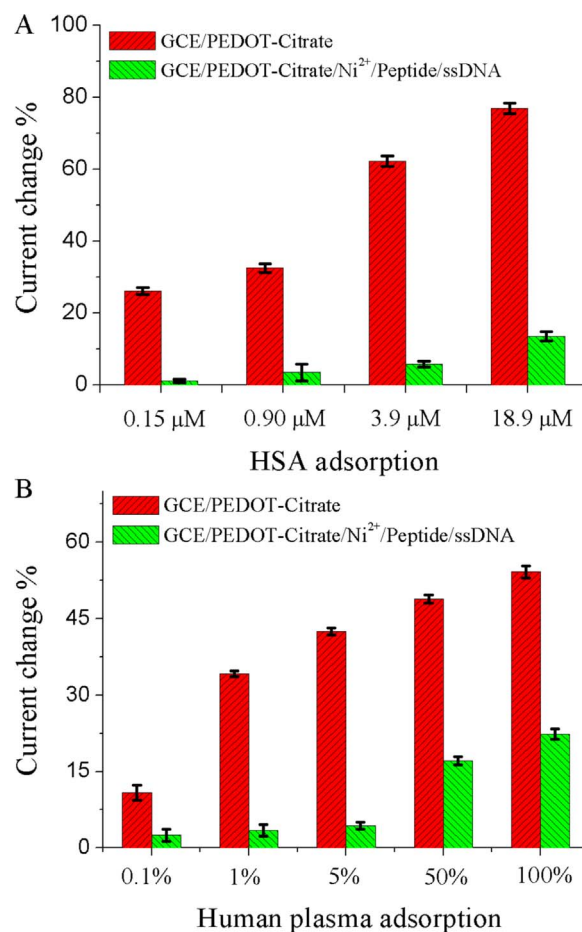 A
100
GCE/PEDOT-Citrate
GCE/PEDOT-Citrate/Ni²⁺/Peptide/ssDNA
80
60
40
20
0
Current change %
0.15 μM 0.90 μM 3.9 μM 18.9 μM
HSA adsorption
B
GCE/PEDOT-Citrate
GCE/PEDOT-Citrate/Ni²⁺/Peptide/ssDNA
60
45
30
15
0
Current change %
0.1% 1% 5% 50% 100%
Human plasma adsorption